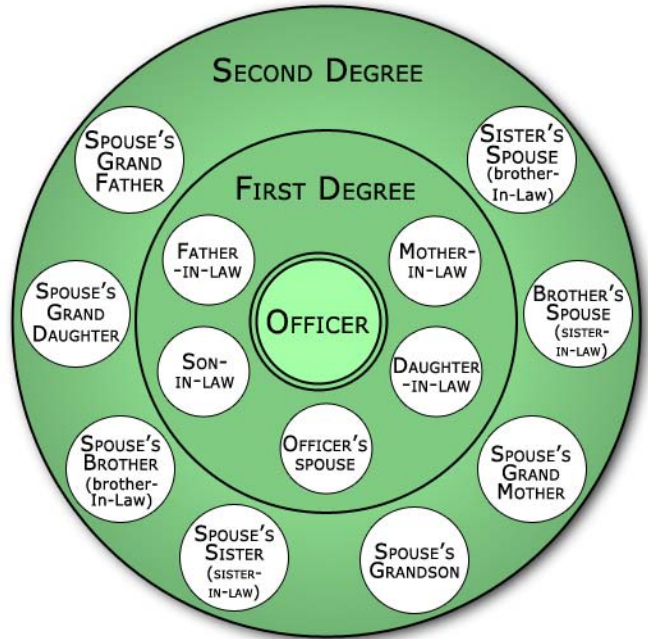 SECOND DEGREE
SPOUSE'S
GRAND
FATHER
SISTER'S
SPOUSE
(brother-
In-Law)
FIRST DEGREE
FATHER
-IN-LAW
MOTHER-
IN-LAW
SPOUSE'S
GRAND
DAUGHTER
OFFICER
BROTHER'S
SPOUSE
(SISTER-
IN-LAW)
SON-
IN-LAW
DAUGHTER
-IN-LAW
OFFICER'S
SPOUSE
SPOUSE'S
BROTHER
(brother-
In-Law)
SPOUSE'S
GRAND
MOTHER
SPOUSE'S
SISTER
(SISTER-
IN-LAW)
SPOUSE'S
GRANDSON